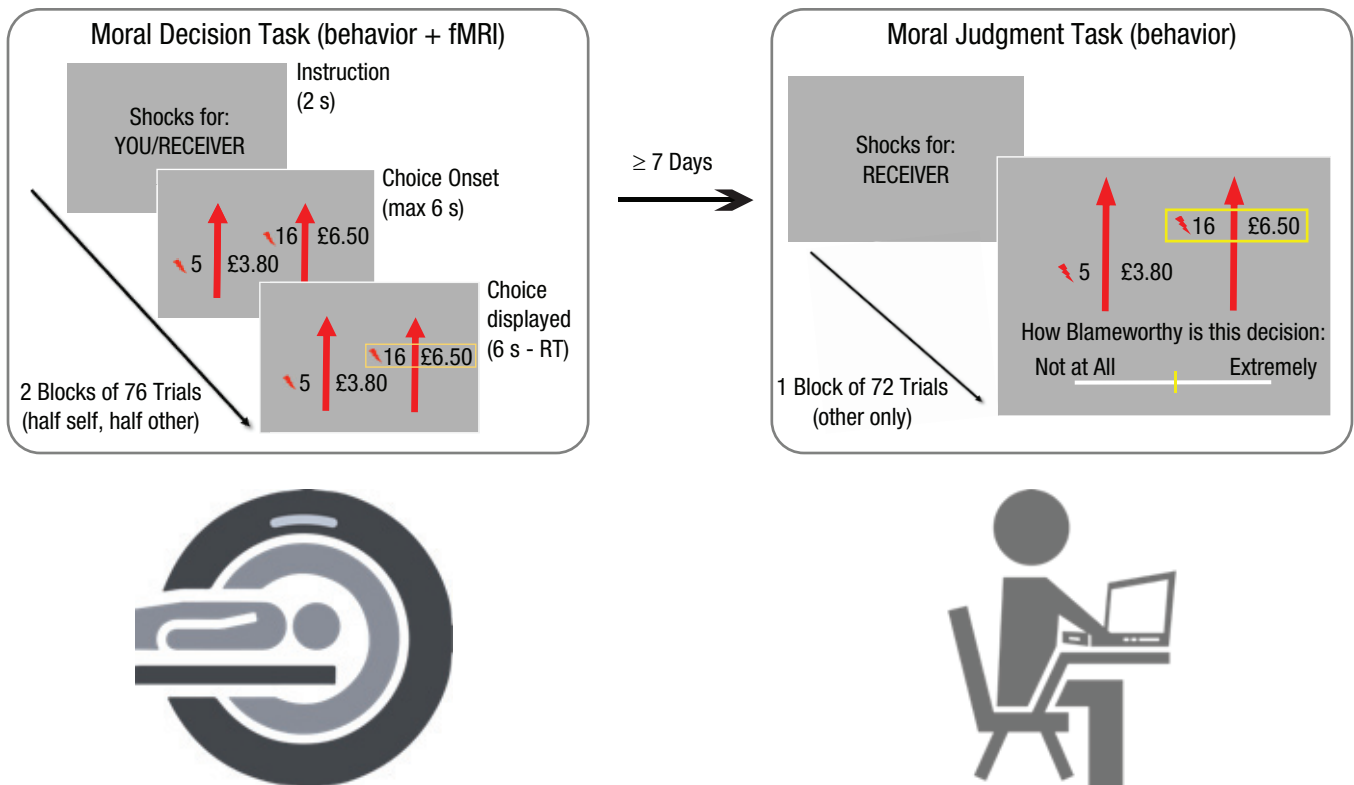 Moral Decision Task (behavior + fMRI)
Instruction
(2 s)
Shocks for:
YOU/RECEIVER
Choice Onset
(max 6 s)
16 £6.50
5 £3.80
Choice
displayed
(6 s - RT)
16 £6.50
5 £3.80
2 Blocks of 76 Trials
(half self, half other)
≥ 7 Days
Moral Judgment Task (behavior)
Shocks for:
RECEIVER
16 £6.50
5 £3.80
How Blameworthy is this decision:
Not at All Extremely
1 Block of 72 Trials
(other only)